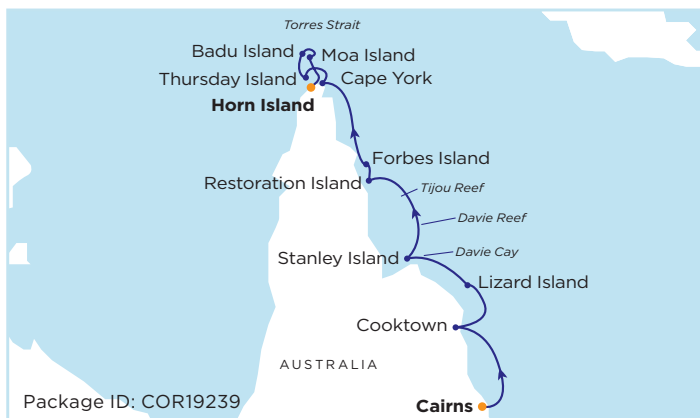 Torres Strait
Badu Island
Moa Island
Thursday Island
Cape York
Horn Island
Forbes Island
Restoration Island
Tijou Reef
Davie Reef
Stanley Island
Davie Cay
Lizard Island
Cooktown
AUSTRALIA
Package ID: COR19239
Cairns